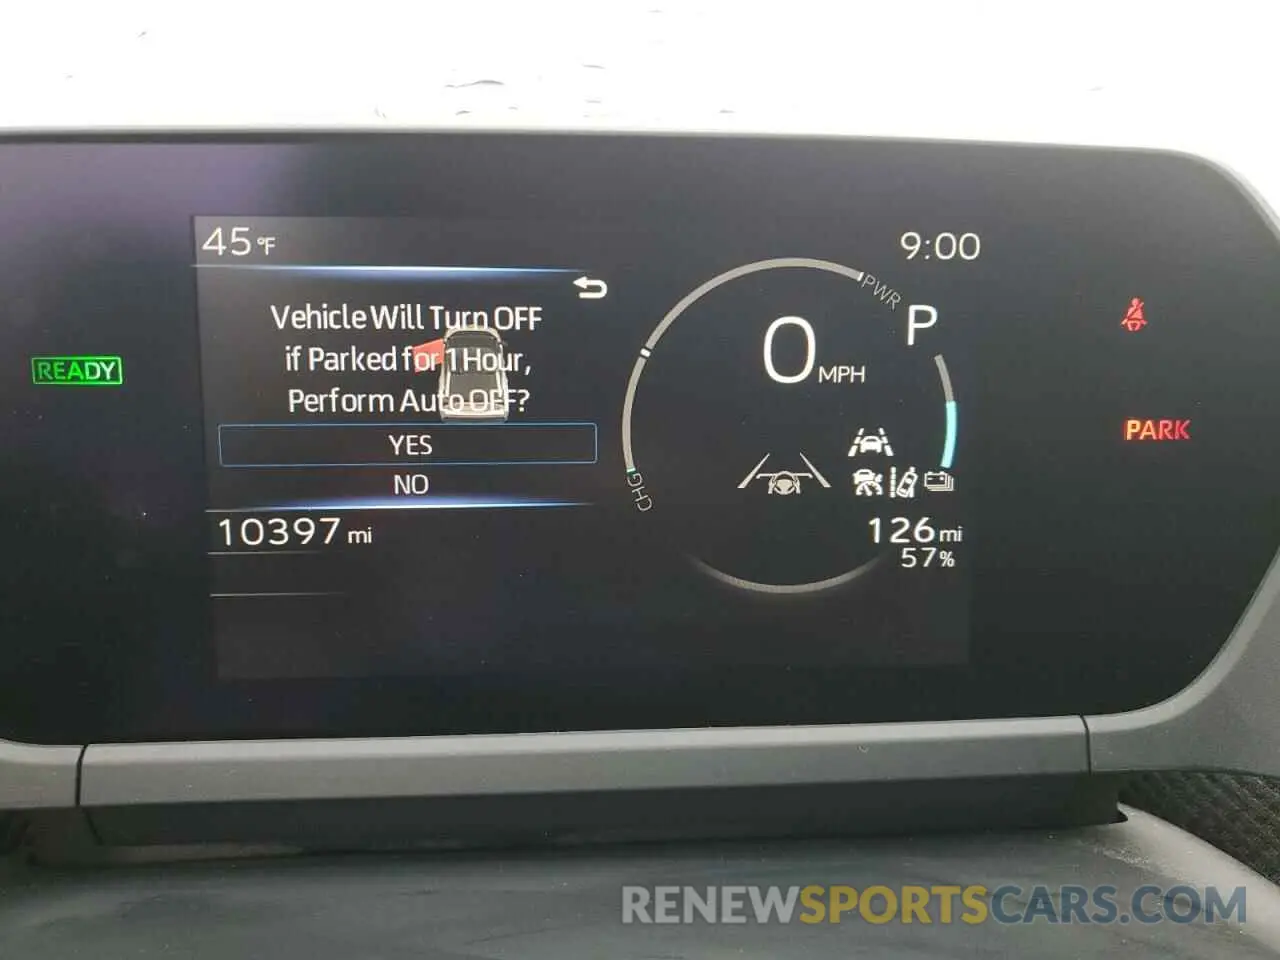 45°F
9:00
PWR
Vehicle Will Turn OFF
if Parked for 1 Hour,
Perform Auto OFF?
YES
NO
READY
P
0 MPH
PARK
CHG
10397 mi
126 mi
57%
RENEWSPORTSCARS.COM